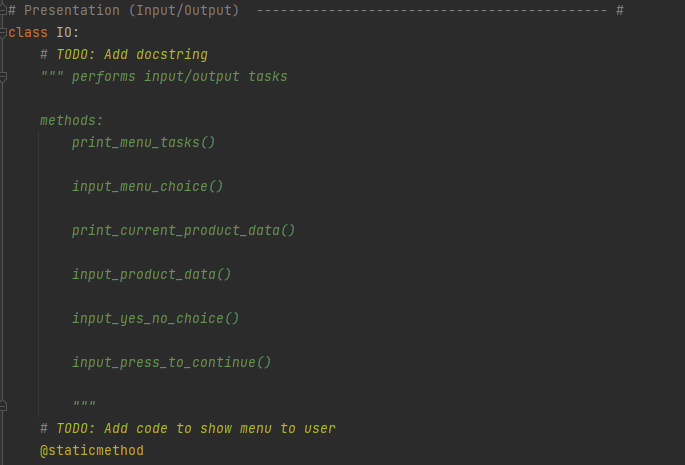 # Presentation (Input/Output)  -------------------------------------------- #
class IO:
    # TODO: Add docstring
    """ performs input/output tasks

    methods:
        print_menu_tasks()

        input_menu_choice()

        print_current_product_data()

        input_product_data()

        input_yes_no_choice()

        input_press_to_continue()

        """
    # TODO: Add code to show menu to user
    @staticmethod